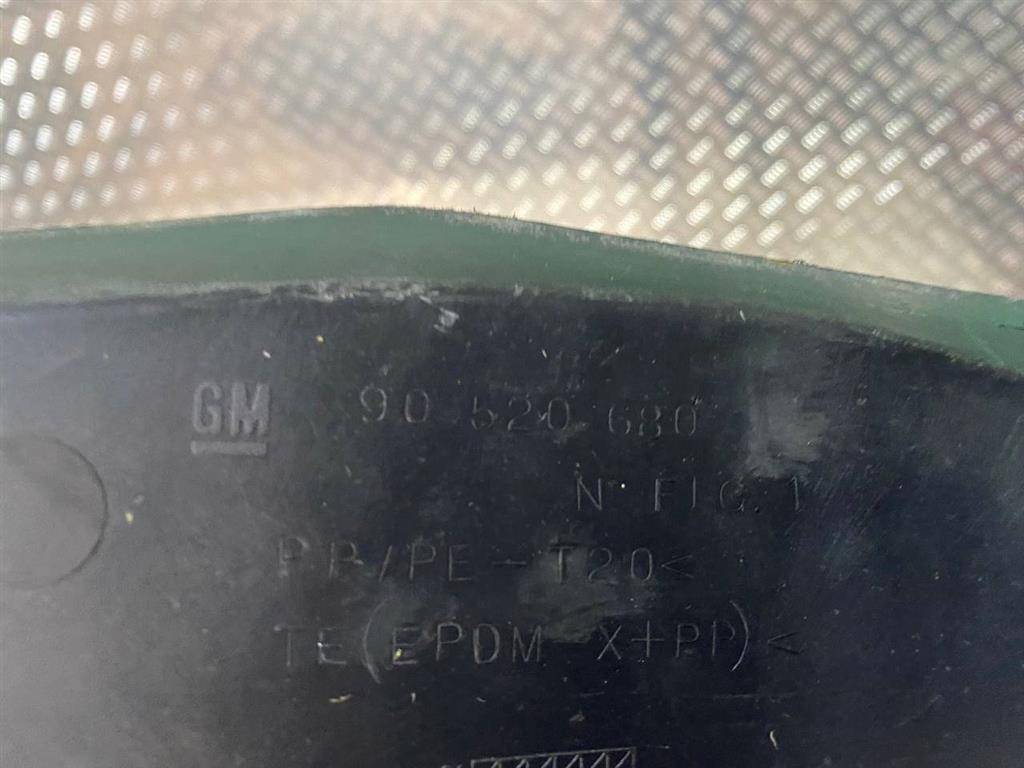 GM 90 520 680
N FIG.1
PP/PE-T20<
TE(EPDM-X+PP)<